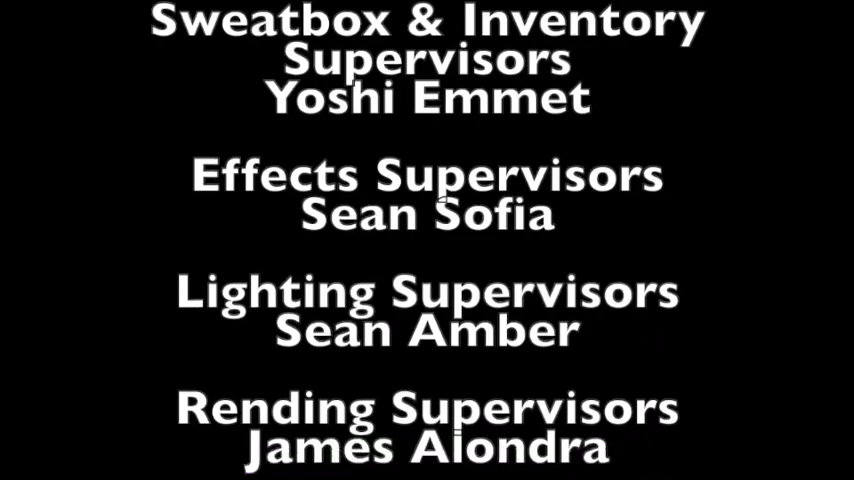 Sweatbox & Inventory
Supervisors
Yoshi Emmet
Effects Supervisors
Sean Sofia
Lighting Supervisors
Sean Amber
Rending Supervisors
James Alondra